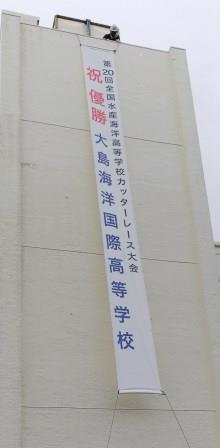 第20回全国水産海洋高等学校カッターレース大会
祝優勝大島海洋国際高等学校